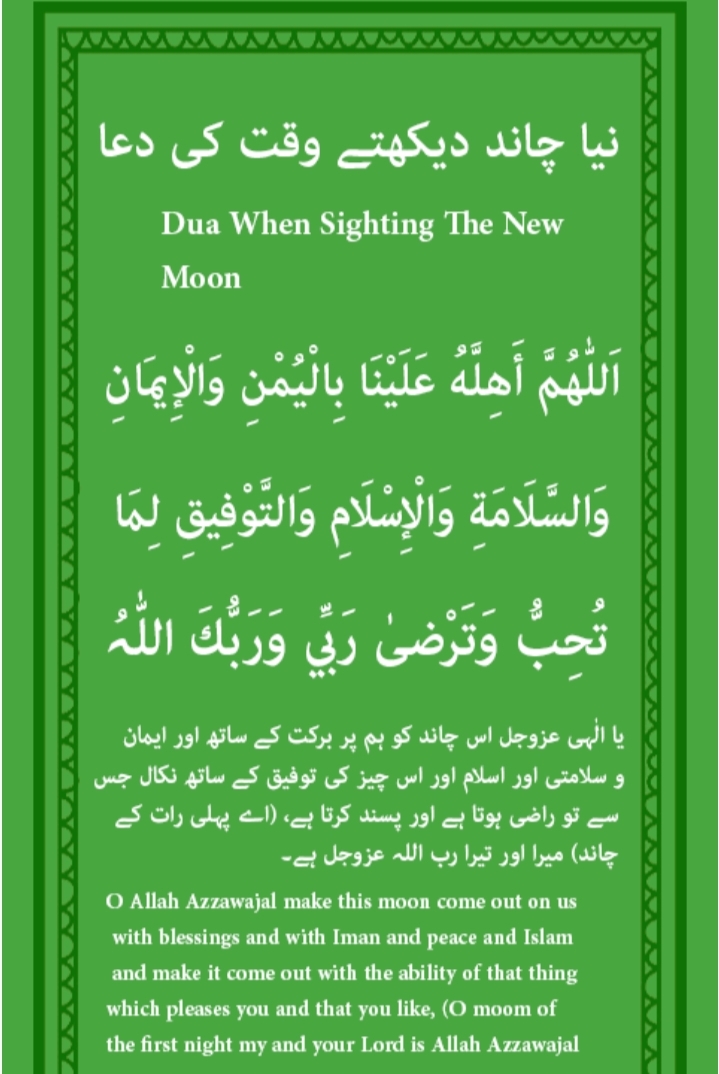 نیا چاند دیکھتے وقت کی دعا
Dua When Sighting The New
Moon
اَللّٰهُمَّ أَهِلَّهُ عَلَيْنَا بِالْيُمْنِ وَالْإِيمَانِ
وَالسَّلَامَةِ وَالْإِسْلَامِ وَالتَّوْفِيقِ لِمَا
تُحِبُّ وَتَرْضىٰ رَبِّي وَرَبُّكَ اللّٰہُ
یا الٰہی عزوجل اس چاند کو ہم پر برکت کے ساتھ اور ایمان
و سلامتی اور اسلام اور اس چیز کی توفیق کے ساتھ نکال جس
سے تو راضی ہوتا ہے اور پسند کرتا ہے، (اے پہلی رات کے
چاند) میرا اور تیرا رب اللہ عزوجل ہے۔
O Allah Azzawajal make this moon come out on us
with blessings and with Iman and peace and Islam
and make it come out with the ability of that thing
which pleases you and that you like, (O moom of
the first night my and your Lord is Allah Azzawajal